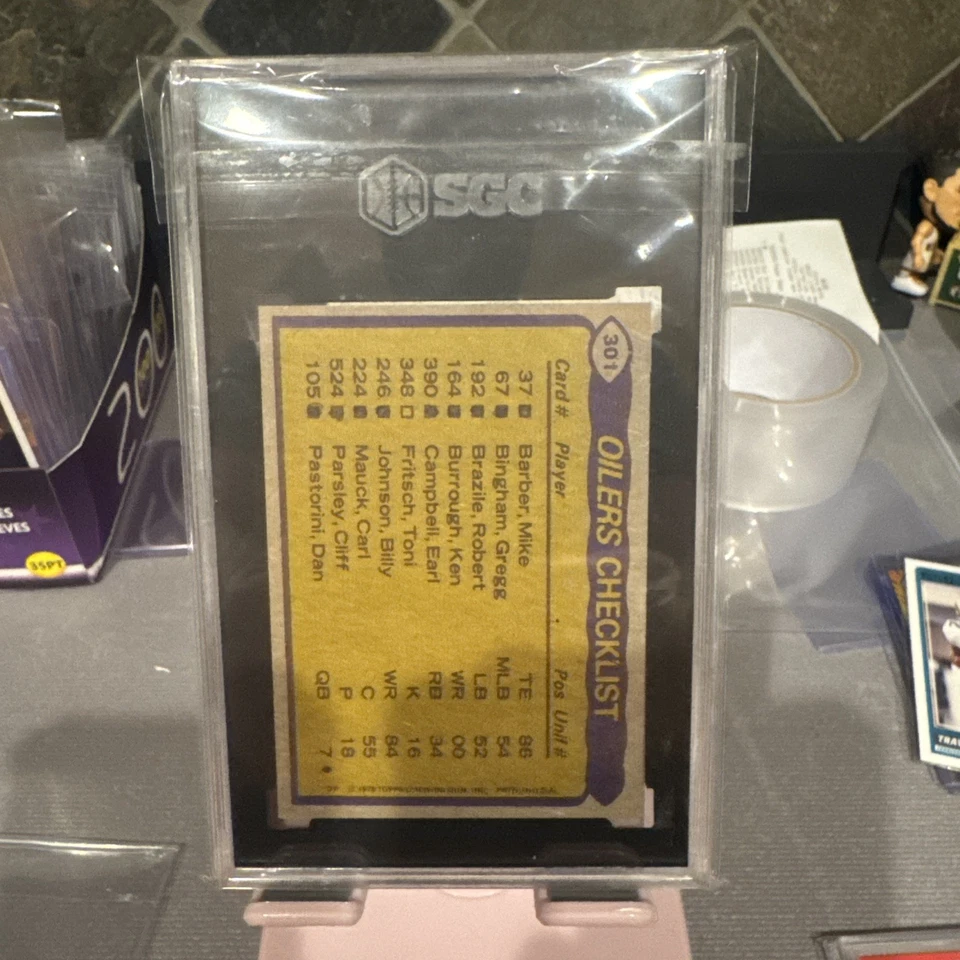 SGC
301
OILERS CHECKLIST
Card # Player Pos Unif #
37 Barber, Mike TE 86
67 Bingham, Gregg MLB 54
192 Brazile, Robert LB 52
164 Burrough, Ken WR 00
390 Campbell, Earl RB 34
348 Fritsch, Toni K 16
246 Johnson, Billy WR 84
224 Mauck, Carl C 55
524 Parsley, Cliff P 18
105 Pastorini, Dan QB 7
200
35PT